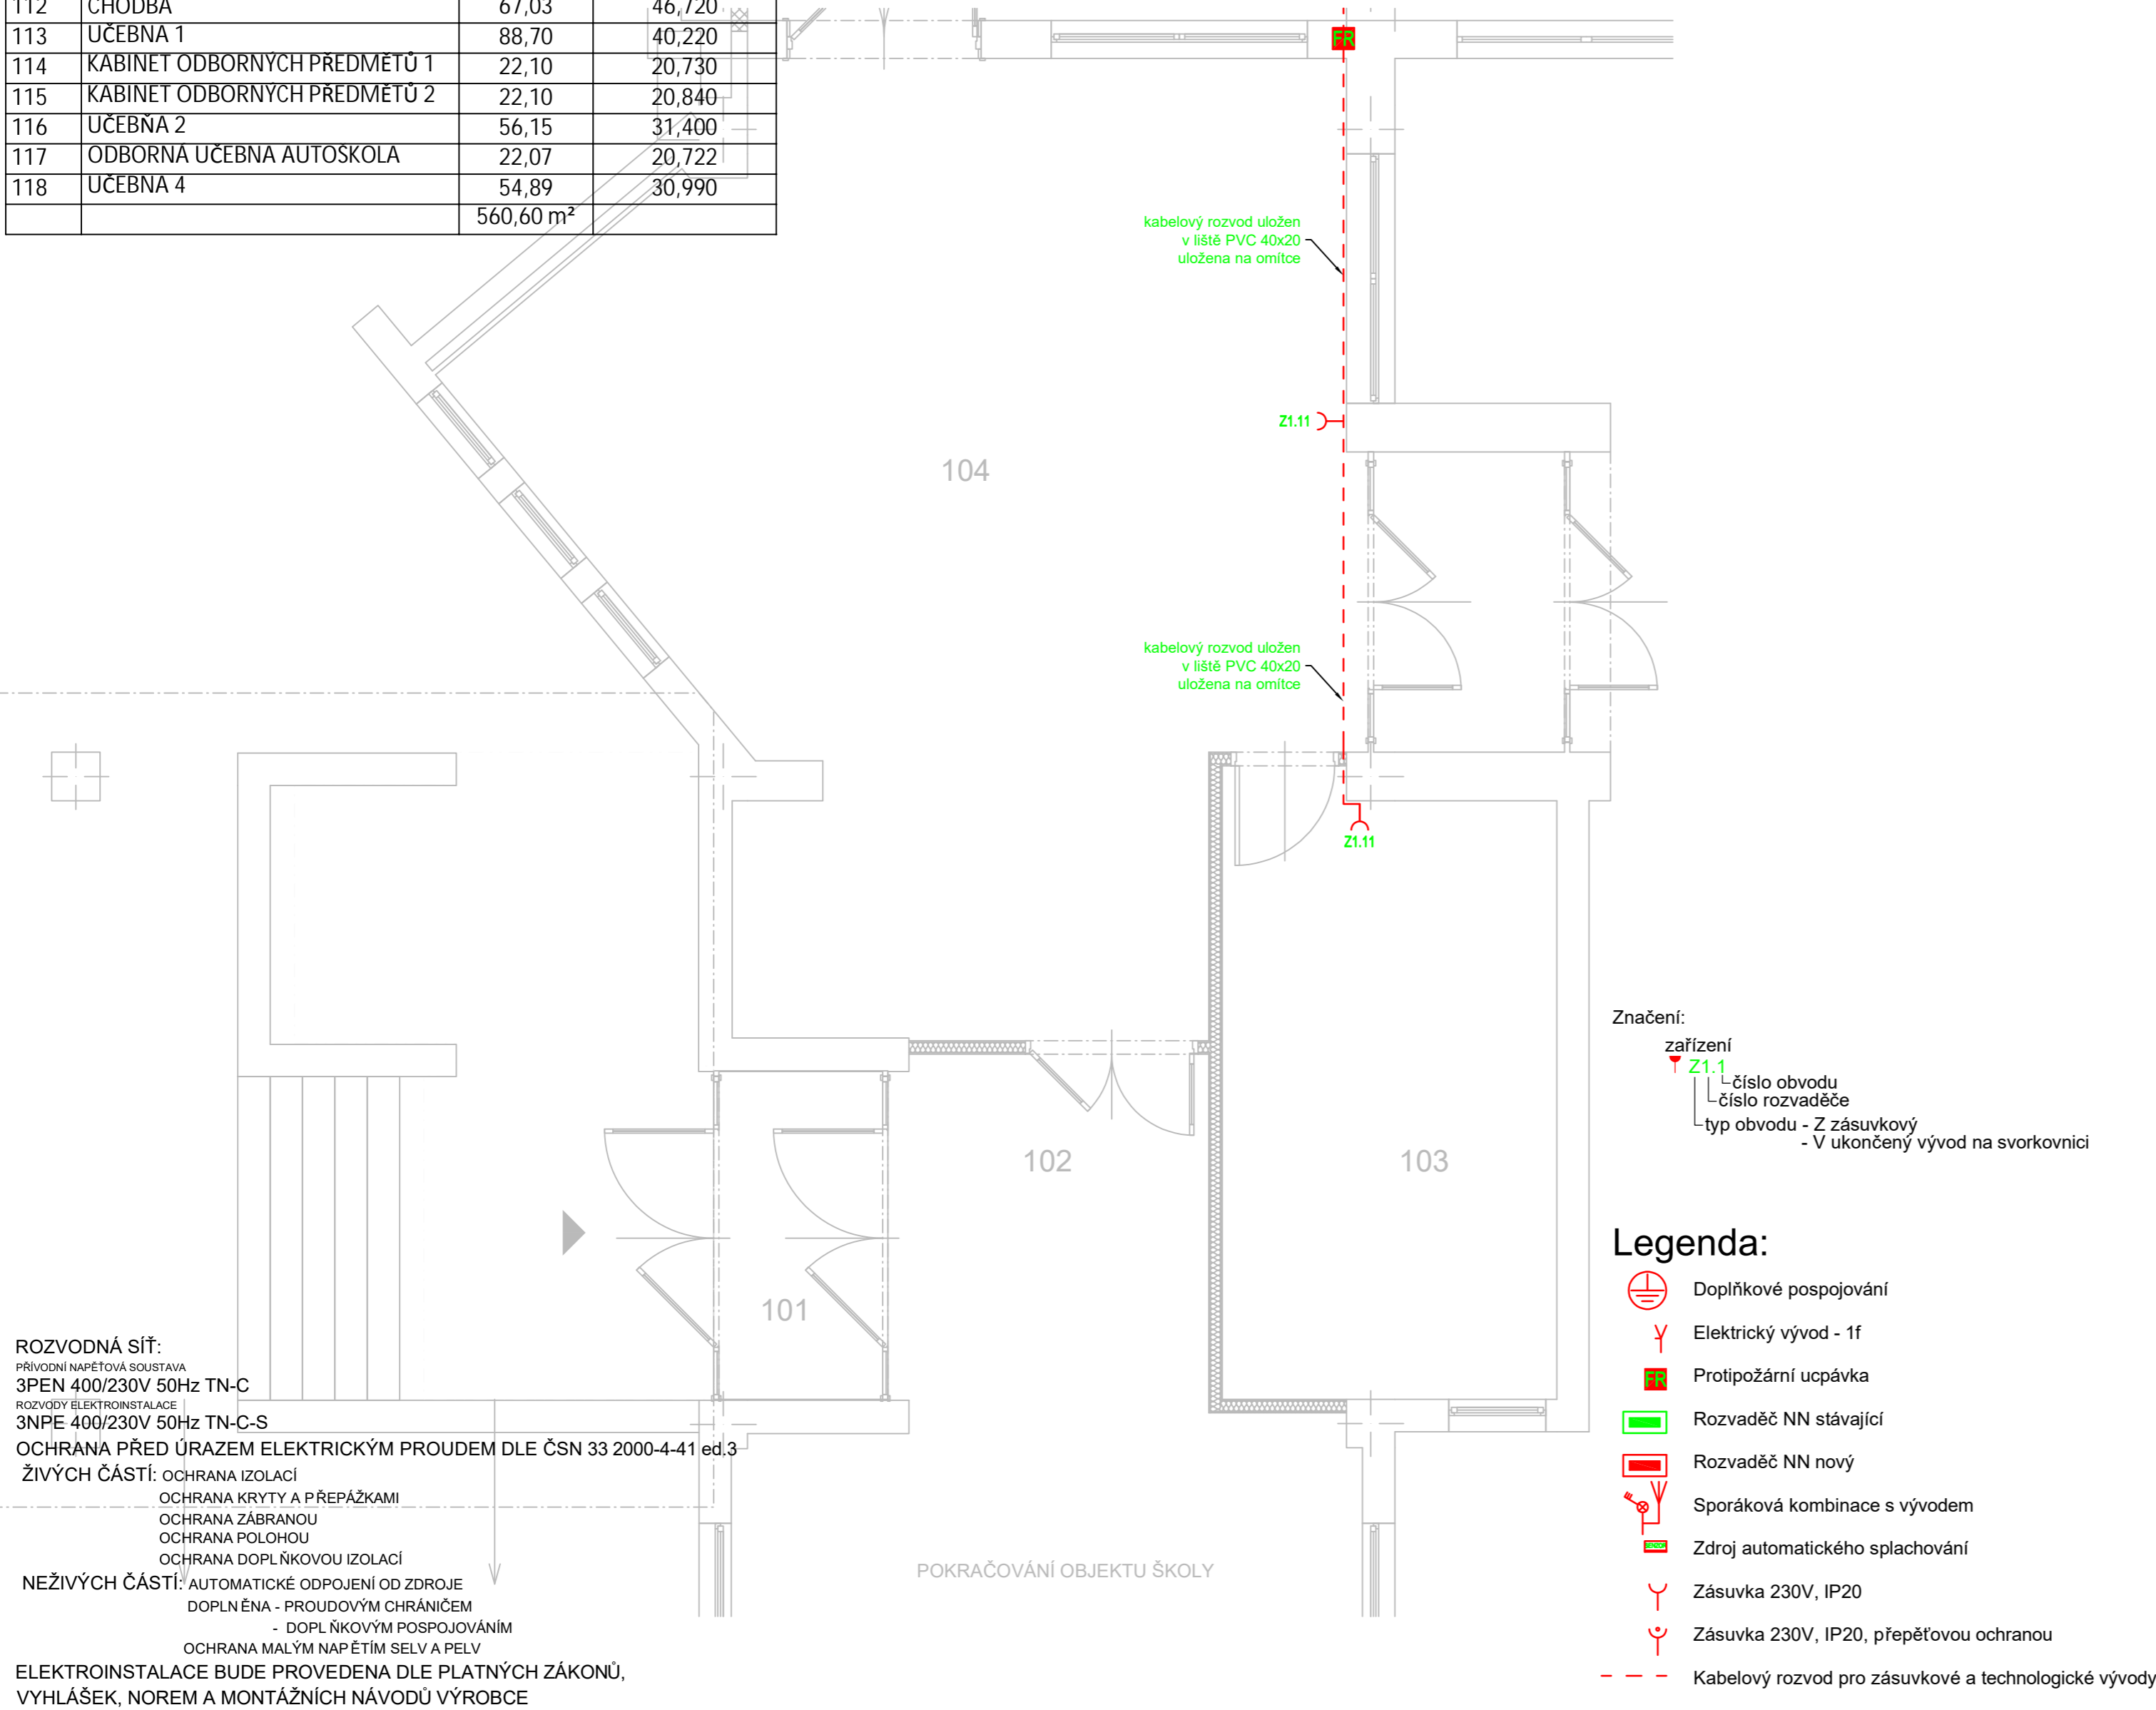 112 CHODBA 67,03 46,720
113 UČEBNA 1 88,70 40,220
114 KABINET ODBORNÝCH PŘEDMĚTŮ 1 22,10 20,730
115 KABINET ODBORNÝCH PŘEDMĚTŮ 2 22,10 20,840
116 UČEBŇA 2 56,15 31,400
117 ODBORNÁ UČEBNA AUTOŠKOLA 22,07 20,722
118 UČEBNA 4 54,89 30,990
560,60 m²
FR
kabelový rozvod uložen
v liště PVC 40x20
uložena na omítce
Z1.11
104
kabelový rozvod uložen
v liště PVC 40x20
uložena na omítce
Z1.11
102
103
101
POKRAČOVÁNÍ OBJEKTU ŠKOLY
Značení:
zařízení
Z1.1
číslo obvodu
číslo rozvaděče
typ obvodu - Z zásuvkový
- V ukončený vývod na svorkovnici
Legenda:
Doplňkové pospojování
Elektrický vývod - 1f
FR Protipožární ucpávka
Rozvaděč NN stávající
Rozvaděč NN nový
Sporáková kombinace s vývodem
Zdroj automatického splachování
Zásuvka 230V, IP20
Zásuvka 230V, IP20, přepěťovou ochranou
Kabelový rozvod pro zásuvkové a technologické vývody
ROZVODNÁ SÍŤ:
PŘÍVODNÍ NAPĚŤOVÁ SOUSTAVA
3PEN 400/230V 50Hz TN-C
ROZVODY ELEKTROINSTALACE
3NPE 400/230V 50Hz TN-C-S
OCHRANA PŘED ÚRAZEM ELEKTRICKÝM PROUDEM DLE ČSN 33 2000-4-41 ed.3
ŽIVÝCH ČÁSTÍ: OCHRANA IZOLACÍ
OCHRANA KRYTY A PŘEPÁŽKAMI
OCHRANA ZÁBRANOU
OCHRANA POLOHOU
OCHRANA DOPLŇKOVOU IZOLACÍ
NEŽIVÝCH ČÁSTÍ: AUTOMATICKÉ ODPOJENÍ OD ZDROJE
DOPLNĚNA - PROUDOVÝM CHRÁNIČEM
- DOPLŇKOVÝM POSPOJOVÁNÍM
OCHRANA MALÝM NAPĚTÍM SELV A PELV
ELEKTROINSTALACE BUDE PROVEDENA DLE PLATNÝCH ZÁKONŮ,
VYHLÁŠEK, NOREM A MONTÁŽNÍCH NÁVODŮ VÝROBCE